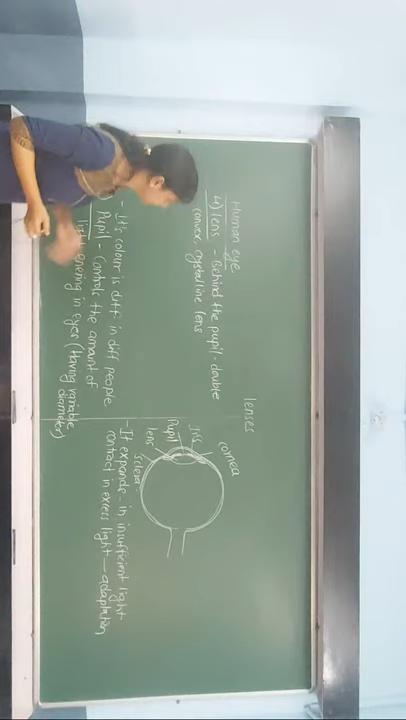 lenses
Human eye
4) lens - Behind the pupil. double
convex, crystalline lens
- It's colour is diff. in diff people
Pupil - Controls the amount of
light entering in eyes (Having variable
diameter)
cornea
Iris
Pupil
lens
Sclera
- It expands - in insufficient light
contract in excess light - adaptation